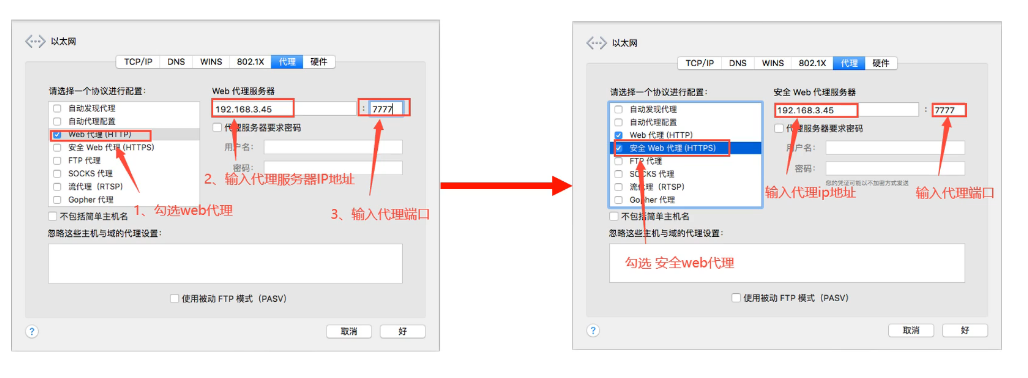 以太网
TCP/IP DNS WINS 802.1X 代理 硬件
请选择一个协议进行配置:
Web 代理服务器
自动发现代理
192.168.3.45 : 7777
自动代理配置
Web 代理 (HTTP)
代理服务器要求密码
安全 Web 代理 (HTTPS)
用户名:
FTP 代理
密码:
SOCKS 代理
2、输入代理服务器IP地址
流代理（RTSP)
Gopher 代理
1、勾选web代理
3、输入代理端口
不包括简单主机名
忽略这些主机与域的代理设置:
使用被动 FTP 模式（PASV）
?
取消 好
以太网
TCP/IP DNS WINS 802.1X 代理 硬件
请选择一个协议进行配置:
安全 Web 代理服务器
自动发现代理
192.168.3.45 : 7777
自动代理配置
Web 代理 (HTTP)
代理服务器要求密码
安全 Web 代理 (HTTPS)
用户名:
FTP 代理
密码:
SOCKS 代理
您的凭证可能以不加密方式发送
流代理（RTSP)
输入代理ip地址
输入代理端口
Gopher 代理
不包括简单主机名
忽略这些主机与域的代理设置:
勾选 安全web代理
使用被动 FTP 模式（PASV）
?
取消 好